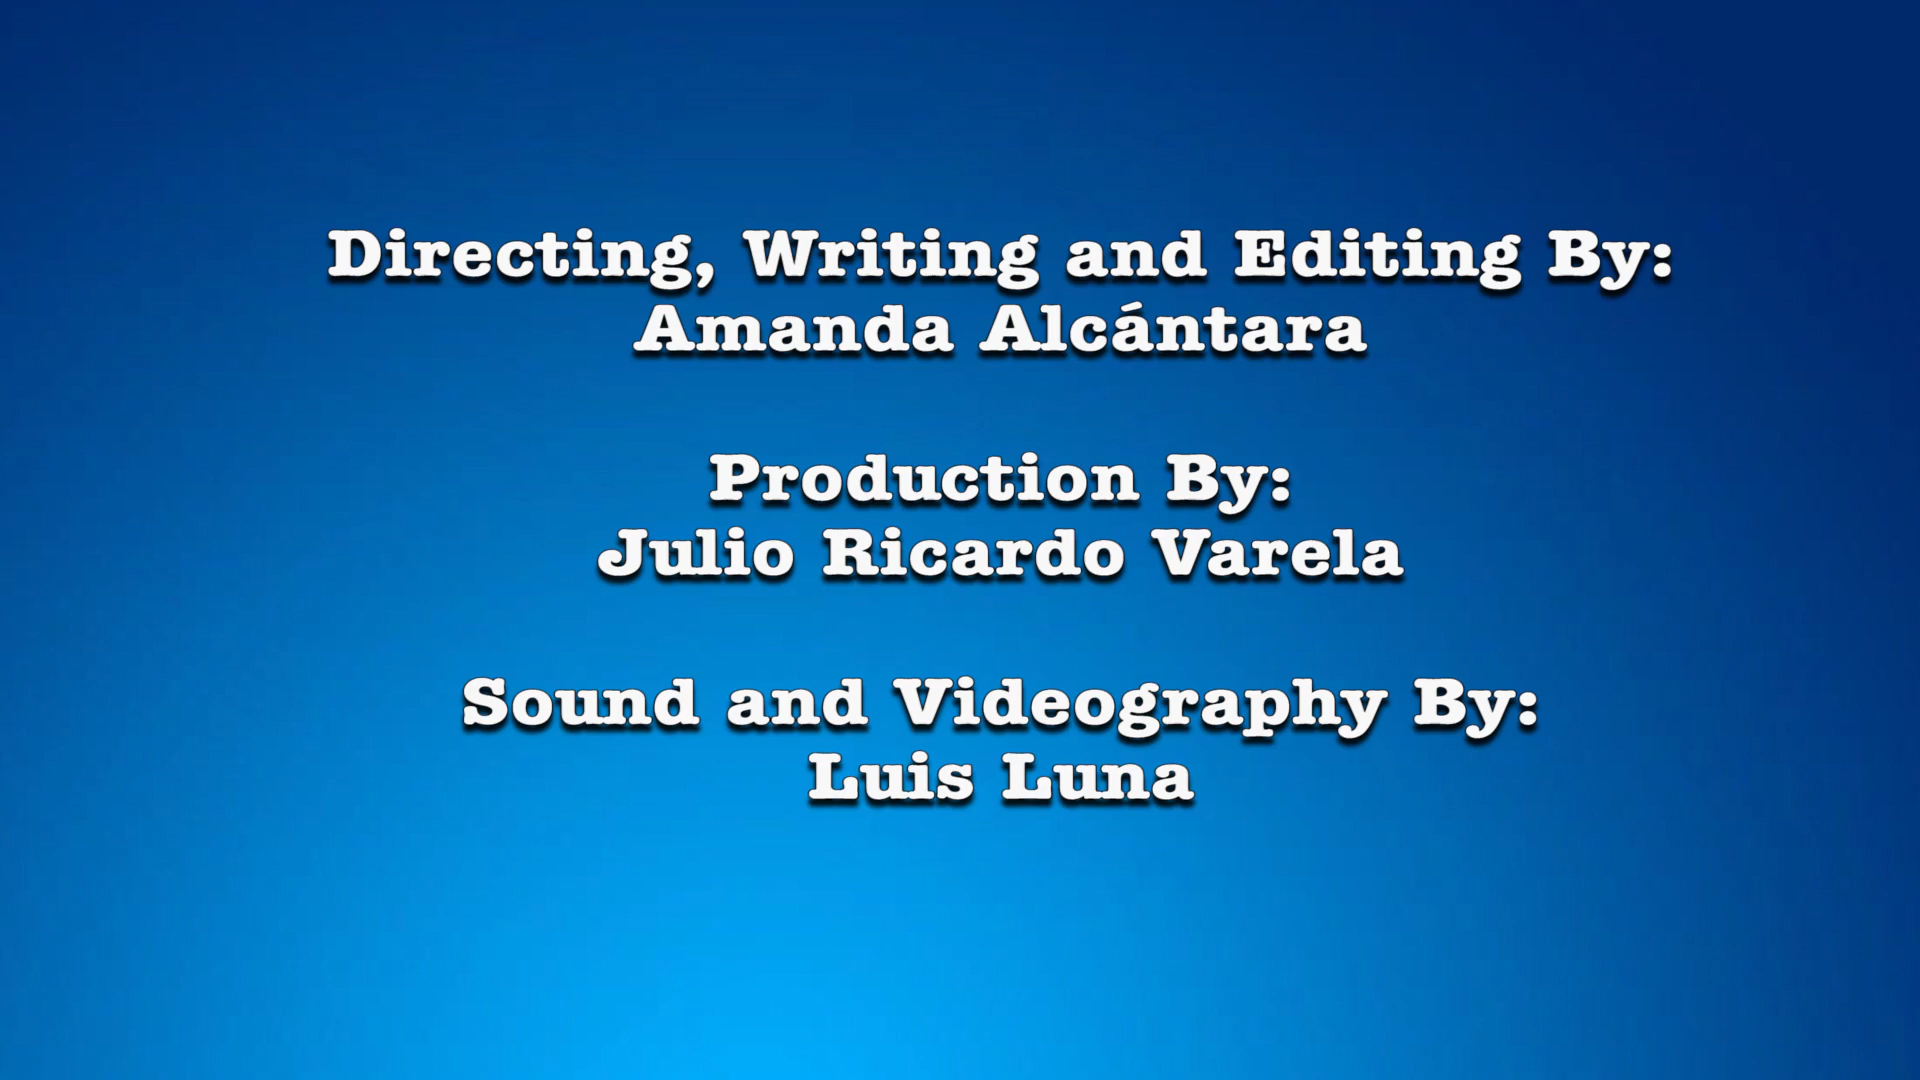 Directing, Writing and Editing By:
Amanda Alcántara
Production By:
Julio Ricardo Varela
Sound and Videography By:
Luis Luna